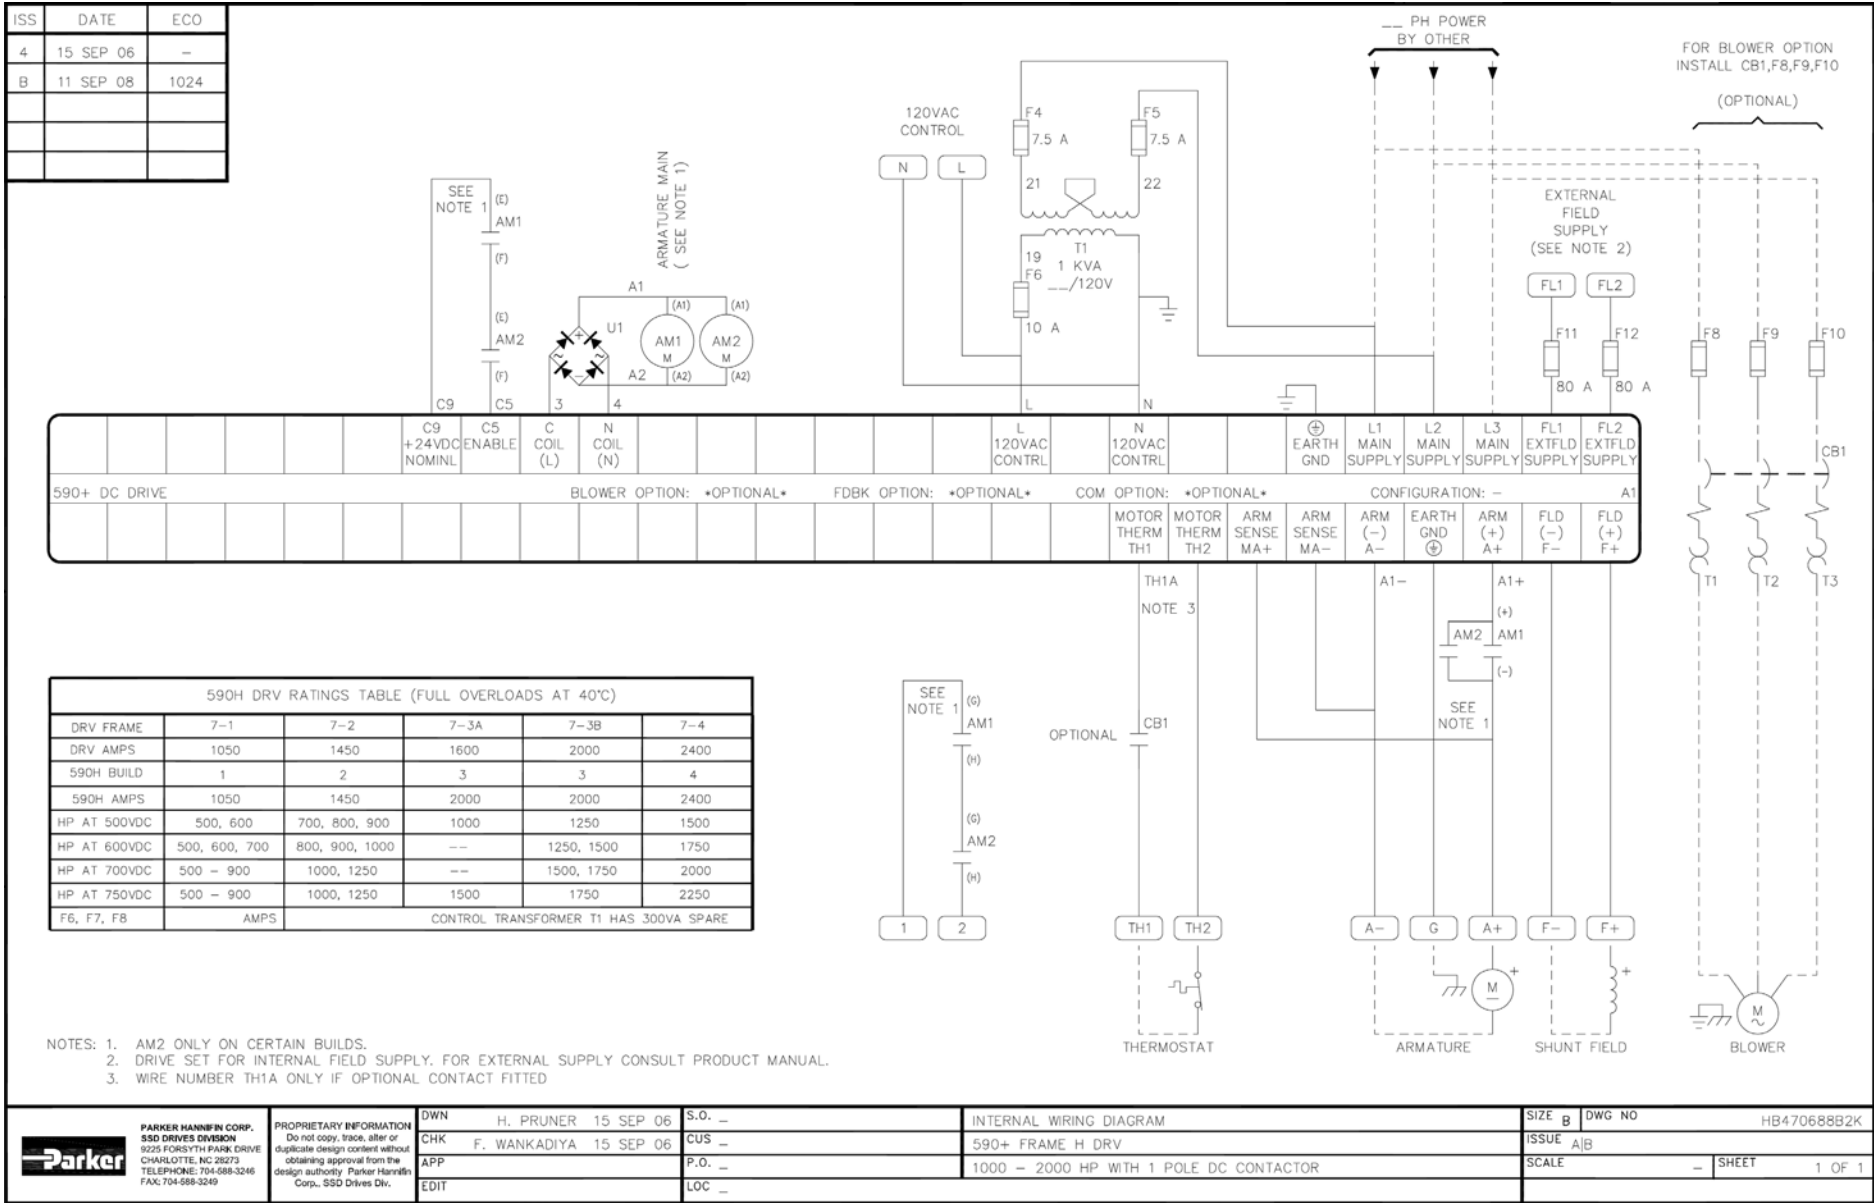 ISS DATE ECO
4 15 SEP 06 –
B 11 SEP 08 1024
__ PH POWER
BY OTHER
FOR BLOWER OPTION
INSTALL CB1,F8,F9,F10
(OPTIONAL)
120VAC
CONTROL
N L
F4
7.5 A
F5
7.5 A
21 22
T1
1 KVA
__/120V
19
F6
10 A
EXTERNAL
FIELD
SUPPLY
(SEE NOTE 2)
FL1 FL2
F11 F12
80 A 80 A
F8 F9 F10
CB1
SEE
NOTE 1
(E)
AM1
(F)
(E)
AM2
(F)
ARMATURE MAIN
( SEE NOTE 1)
A1
(A1) (A1)
U1
+
~ ~
–
AM1
M
AM2
M
A2 (A2) (A2)
C9 C5 3 4 L N
C9
+24VDC
NOMINL
C5
ENABLE
C
COIL
(L)
N
COIL
(N)
L
120VAC
CONTRL
N
120VAC
CONTRL
EARTH
GND
L1
MAIN
SUPPLY
L2
MAIN
SUPPLY
L3
MAIN
SUPPLY
FL1
EXTFLD
SUPPLY
FL2
EXTFLD
SUPPLY
590+ DC DRIVE BLOWER OPTION: *OPTIONAL* FDBK OPTION: *OPTIONAL* COM OPTION: *OPTIONAL* CONFIGURATION: – A1
MOTOR
THERM
TH1
MOTOR
THERM
TH2
ARM
SENSE
MA+
ARM
SENSE
MA–
ARM
(–)
A–
EARTH
GND
ARM
(+)
A+
FLD
(–)
F–
FLD
(+)
F+
T1 T2 T3
TH1A
NOTE 3
A1– A1+
(+)
AM2 AM1
(–)
SEE
NOTE 1
SEE
NOTE 1
(G)
AM1
(H)
(G)
AM2
(H)
OPTIONAL CB1
1 2 TH1 TH2 A– G A+ F– F+
M
+
+
M
~
THERMOSTAT ARMATURE SHUNT FIELD BLOWER
590H DRV RATINGS TABLE (FULL OVERLOADS AT 40°C)
DRV FRAME 7–1 7–2 7–3A 7–3B 7–4
DRV AMPS 1050 1450 1600 2000 2400
590H BUILD 1 2 3 3 4
590H AMPS 1050 1450 2000 2000 2400
HP AT 500VDC 500, 600 700, 800, 900 1000 1250 1500
HP AT 600VDC 500, 600, 700 800, 900, 1000 –– 1250, 1500 1750
HP AT 700VDC 500 – 900 1000, 1250 –– 1500, 1750 2000
HP AT 750VDC 500 – 900 1000, 1250 1500 1750 2250
F6, F7, F8 AMPS CONTROL TRANSFORMER T1 HAS 300VA SPARE
NOTES: 1. AM2 ONLY ON CERTAIN BUILDS.
2. DRIVE SET FOR INTERNAL FIELD SUPPLY. FOR EXTERNAL SUPPLY CONSULT PRODUCT MANUAL.
3. WIRE NUMBER TH1A ONLY IF OPTIONAL CONTACT FITTED
Parker
PARKER HANNIFIN CORP.
SSD DRIVES DIVISION
9225 FORSYTH PARK DRIVE
CHARLOTTE, NC 28273
TELEPHONE: 704-588-3246
FAX: 704-588-3249
PROPRIETARY INFORMATION
Do not copy, trace, alter or
duplicate design content without
obtaining approval from the
design authority Parker Hannifin
Corp., SSD Drives Div.
DWN H. PRUNER 15 SEP 06
CHK F. WANKADIYA 15 SEP 06
APP
EDIT
S.O. _
CUS _
P.O. _
LOC _
INTERNAL WIRING DIAGRAM
590+ FRAME H DRV
1000 – 2000 HP WITH 1 POLE DC CONTACTOR
SIZE B DWG NO HB470688B2K
ISSUE A|B
SCALE – SHEET 1 OF 1